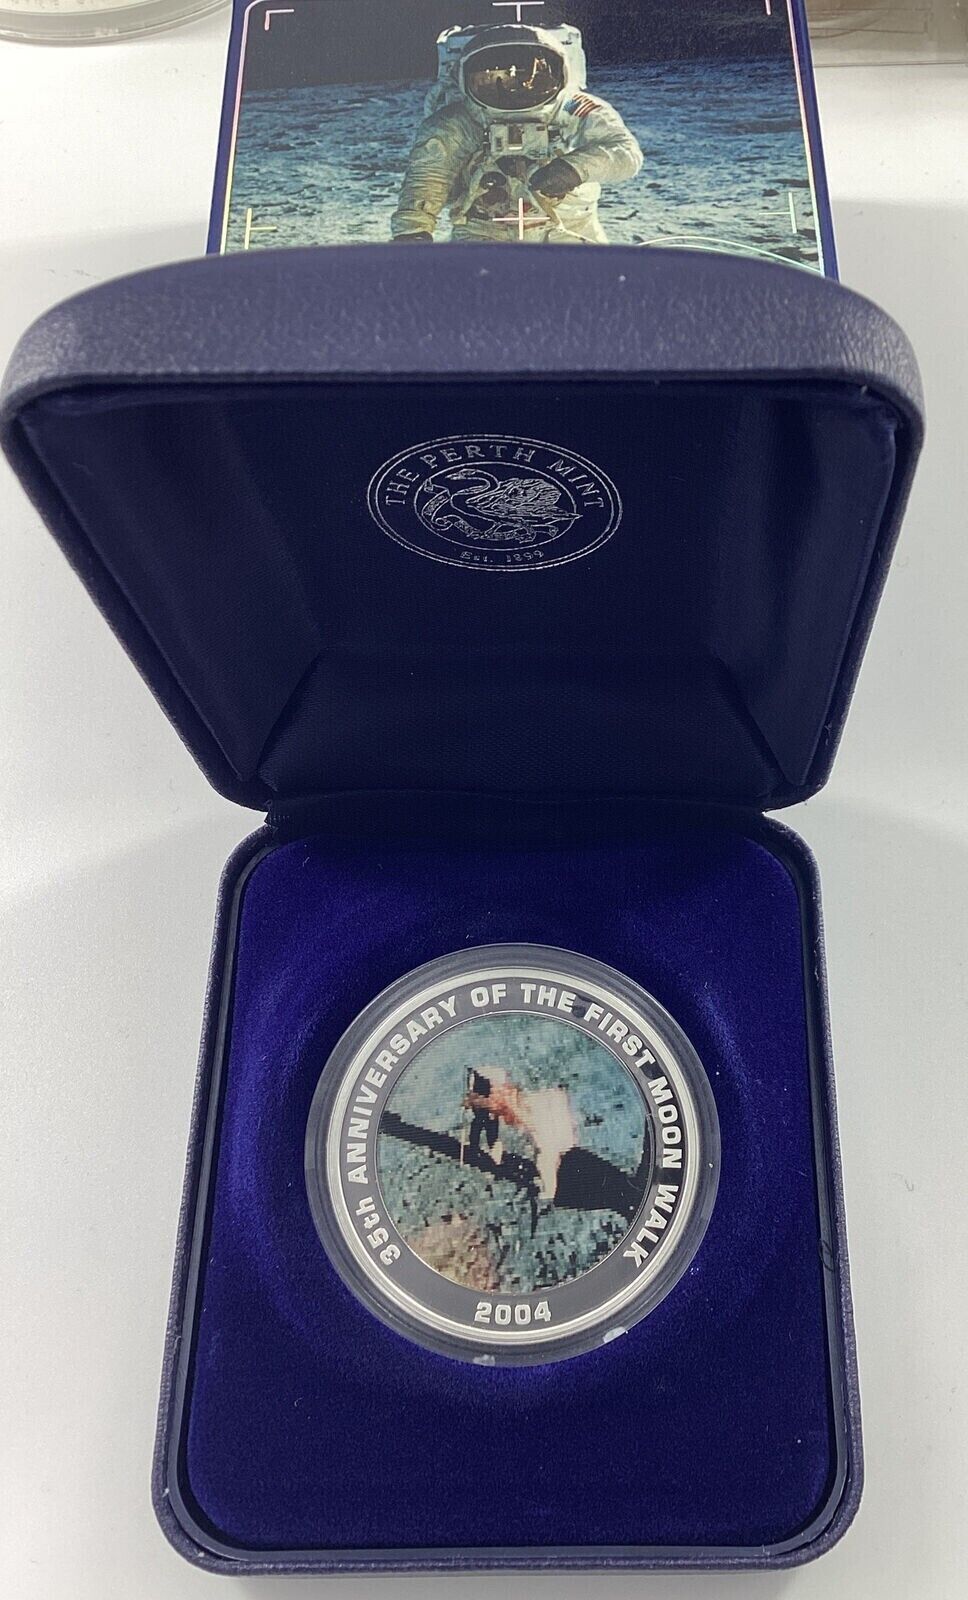 THE PERTH MINT
Est. 1899
35th ANNIVERSARY OF THE FIRST MOON WALK
2004